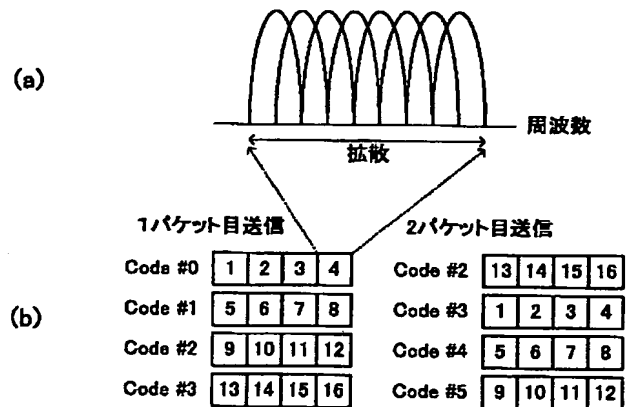 (a)
周波数
拡散
1パケット目送信
2パケット目送信
(b)
Code #0 1 2 3 4
Code #1 5 6 7 8
Code #2 9 10 11 12
Code #3 13 14 15 16
Code #2 13 14 15 16
Code #3 1 2 3 4
Code #4 5 6 7 8
Code #5 9 10 11 12